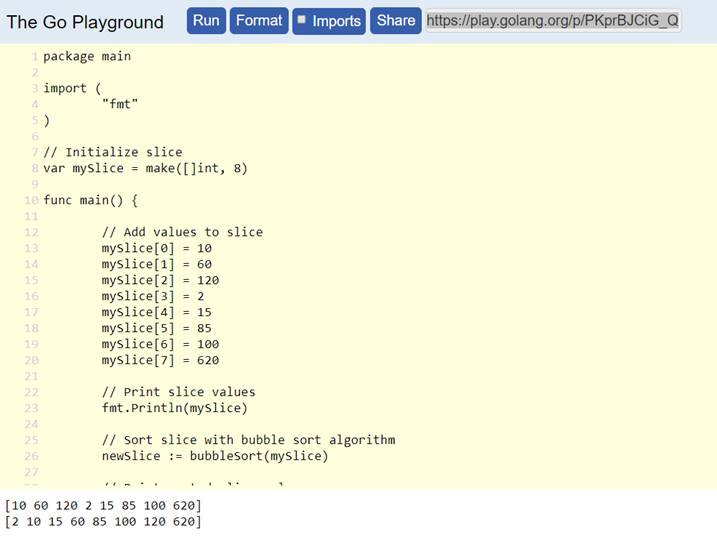 The Go Playground Run Format Imports Share https://play.golang.org/p/PKprBJCiG_Q
1 package main
2
3 import (
4 "fmt"
5 )
6
7 // Initialize slice
8 var mySlice = make([]int, 8)
9
10 func main() {
11
12 // Add values to slice
13 mySlice[0] = 10
14 mySlice[1] = 60
15 mySlice[2] = 120
16 mySlice[3] = 2
17 mySlice[4] = 15
18 mySlice[5] = 85
19 mySlice[6] = 100
20 mySlice[7] = 620
21
22 // Print slice values
23 fmt.Println(mySlice)
24
25 // Sort slice with bubble sort algorithm
26 newSlice := bubbleSort(mySlice)
27
[10 60 120 2 15 85 100 620]
[2 10 15 60 85 100 120 620]